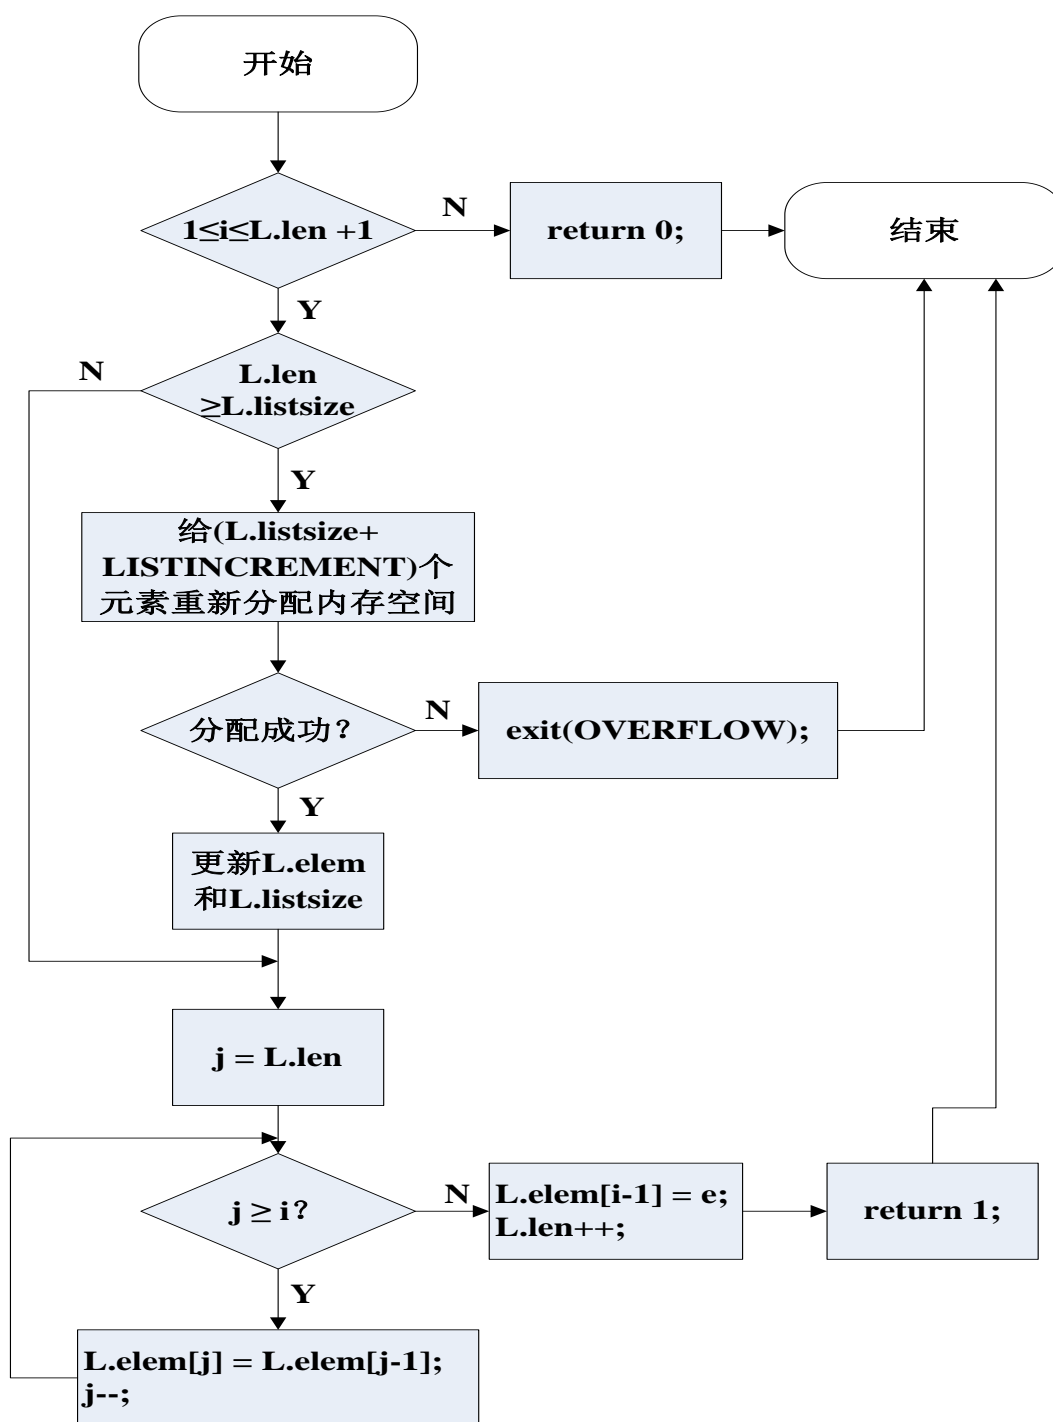 开始
1≤i≤L.len +1
N
return 0;
结束
Y
N
L.len
≥L.listsize
Y
给(L.listsize+
LISTINCREMENT)个
元素重新分配内存空间
分配成功？
N
exit(OVERFLOW);
Y
更新L.elem
和L.listsize
j = L.len
j ≥ i？
N
L.elem[i-1] = e;
L.len++;
return 1;
Y
L.elem[j] = L.elem[j-1];
j--;